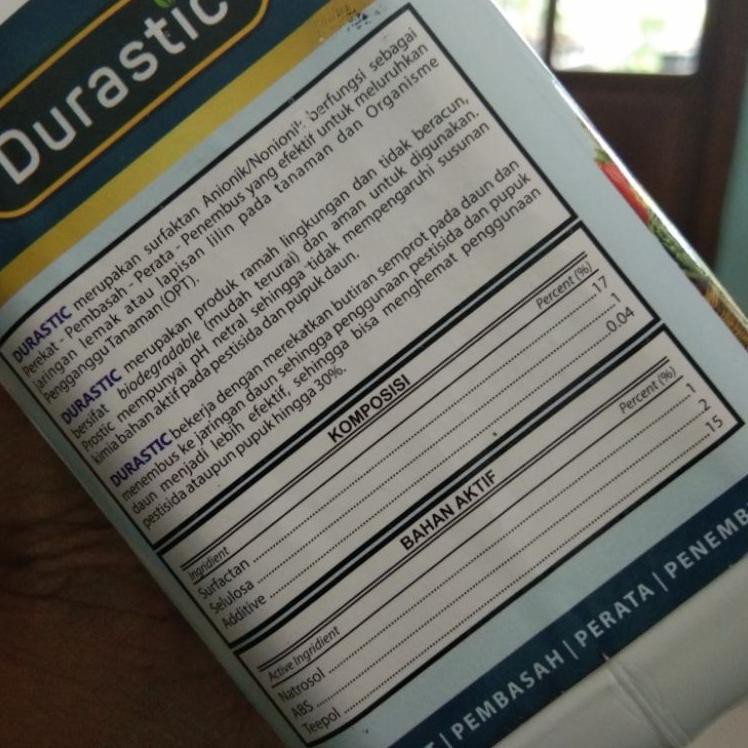 Durastic
DURASTIC merupakan surfaktan Anionik/Nonionik berfungsi sebagai
Perekat - Pembasah - Perata - Penembus yang efektif untuk meluruhkan
jaringan lemak atau lapisan lilin pada tanaman dan Organisme
Pengganggu Tanaman (OPT).
DURASTIC merupakan produk ramah lingkungan dan tidak beracun,
bersifat biodegradable (mudah terurai) dan aman untuk digunakan.
Prostic mempunyai pH netral sehingga tidak mempengaruhi susunan
kimia bahan aktif pada pestisida dan pupuk daun.
DURASTIC bekerja dengan merekatkan butiran semprot pada daun dan
menembus ke jaringan daun sehingga penggunaan pestisida dan pupuk
daun menjadi lebih efektif, sehingga bisa menghemat penggunaan
pestisida ataupun pupuk hingga 30%.
KOMPOSISI
Ingredient Percent (%)
Surfactan 17
Selulosa 1
Additive 0.04
BAHAN AKTIF
Active Ingridient Percent (%)
Natrosol 1
ABS 2
Teepol 15
| PEMBASAH | PERATA |